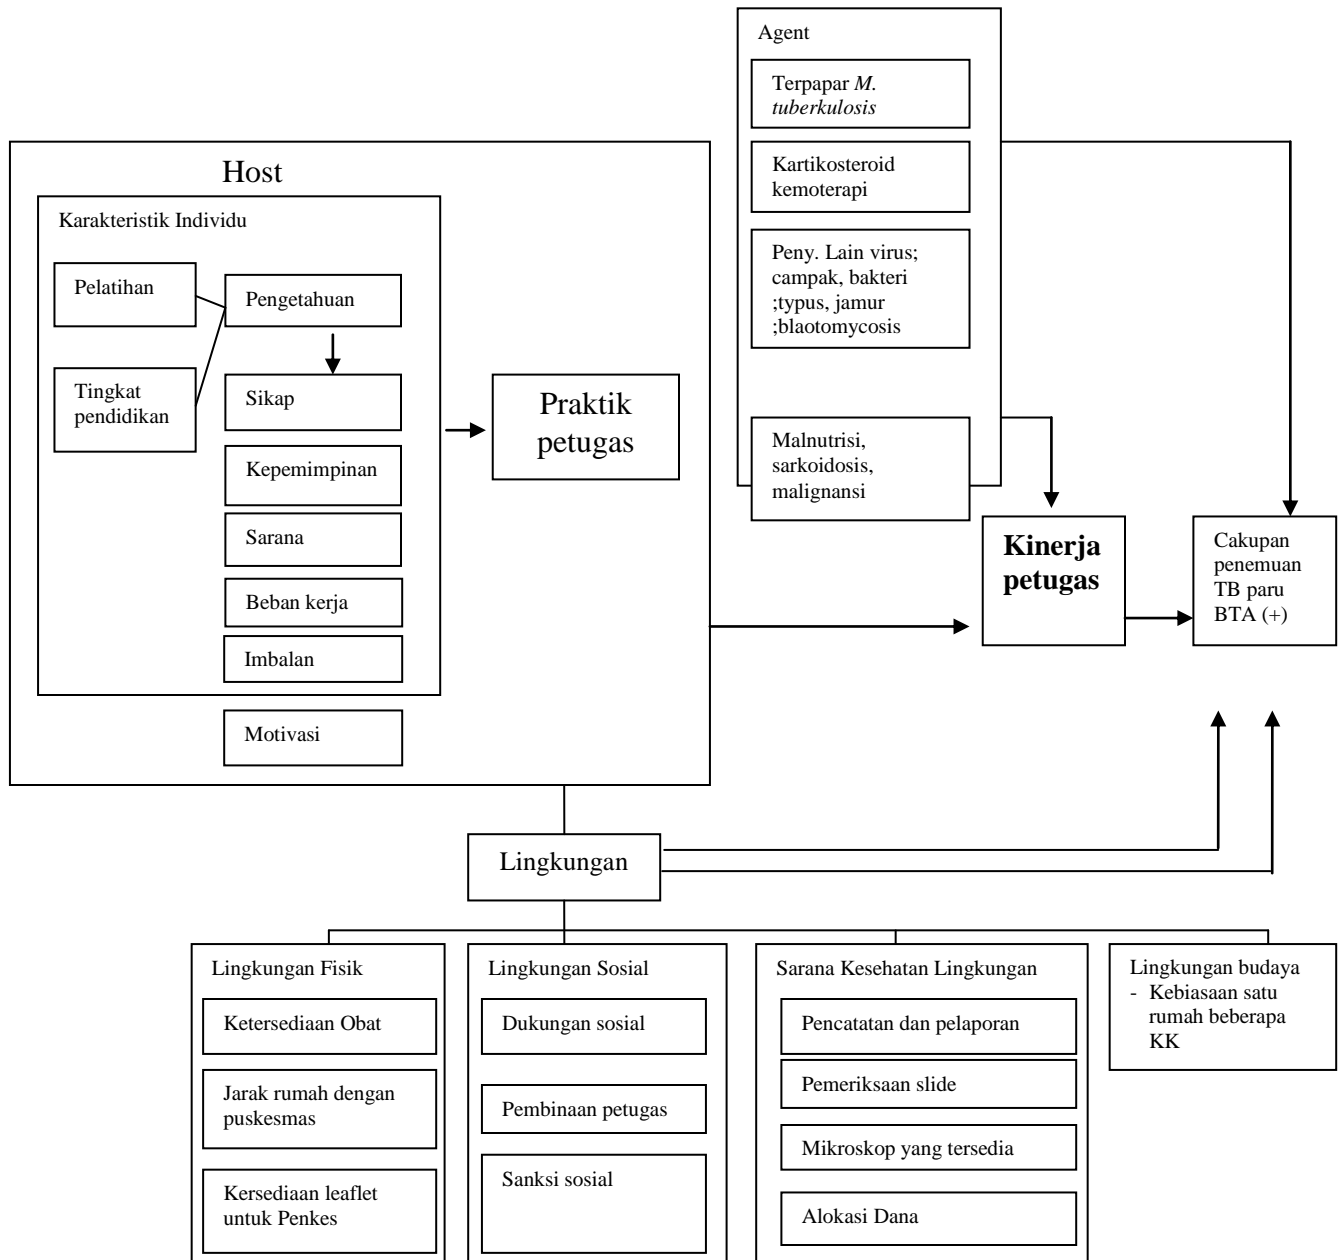 Agent
Terpapar M.
tuberkulosis
Kartikosteroid
kemoterapi
Peny. Lain virus;
campak, bakteri
;typus, jamur
;blaotomycosis
Malnutrisi,
sarkoidosis,
malignansi
Host
Karakteristik Individu
Pelatihan
Tingkat
pendidikan
Pengetahuan
Sikap
Kepemimpinan
Sarana
Beban kerja
Imbalan
Motivasi
Praktik
petugas
Kinerja
petugas
Cakupan
penemuan
TB paru
BTA (+)
Lingkungan
Lingkungan Fisik
Ketersediaan Obat
Jarak rumah dengan
puskesmas
Kersediaan leaflet
untuk Penkes
Lingkungan Sosial
Dukungan sosial
Pembinaan petugas
Sanksi sosial
Sarana Kesehatan Lingkungan
Pencatatan dan pelaporan
Pemeriksaan slide
Mikroskop yang tersedia
Alokasi Dana
Lingkungan budaya
- Kebiasaan satu
rumah beberapa
KK